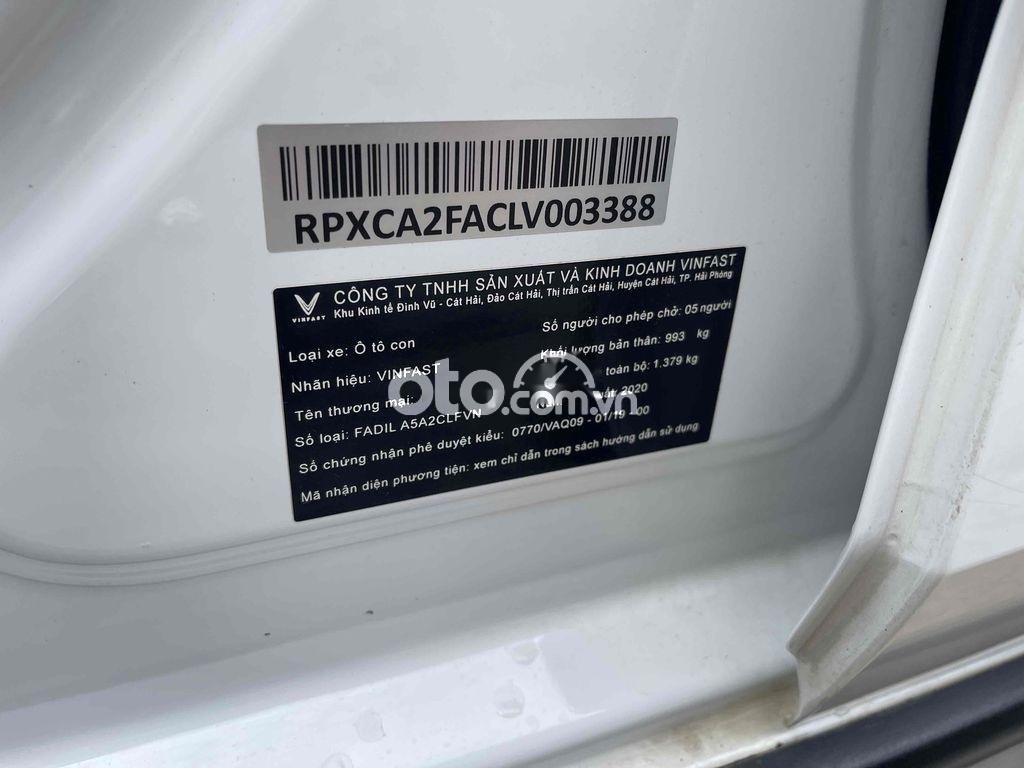 RPXCA2FACLV003388
VINFAST
CÔNG TY TNHH SẢN XUẤT VÀ KINH DOANH VINFAST
Khu Kinh tế Đình Vũ - Cát Hải, Đảo Cát Hải, Thị trấn Cát Hải, Huyện Cát Hải, TP. Hải Phòng
Loại xe: Ô tô con
Số người cho phép chở: 05 người
Nhãn hiệu: VINFAST
Khối lượng bản thân: 993 kg
Tên thương mại:
toàn bộ: 1.379 kg
Số loại: FADIL A5A2CLFVN
2020
Số chứng nhận phê duyệt kiểu: 0770/VAQ09 - 01/19 - 00
Mã nhận diện phương tiện: xem chỉ dẫn trong sách hướng dẫn sử dụng
oto.com.vn